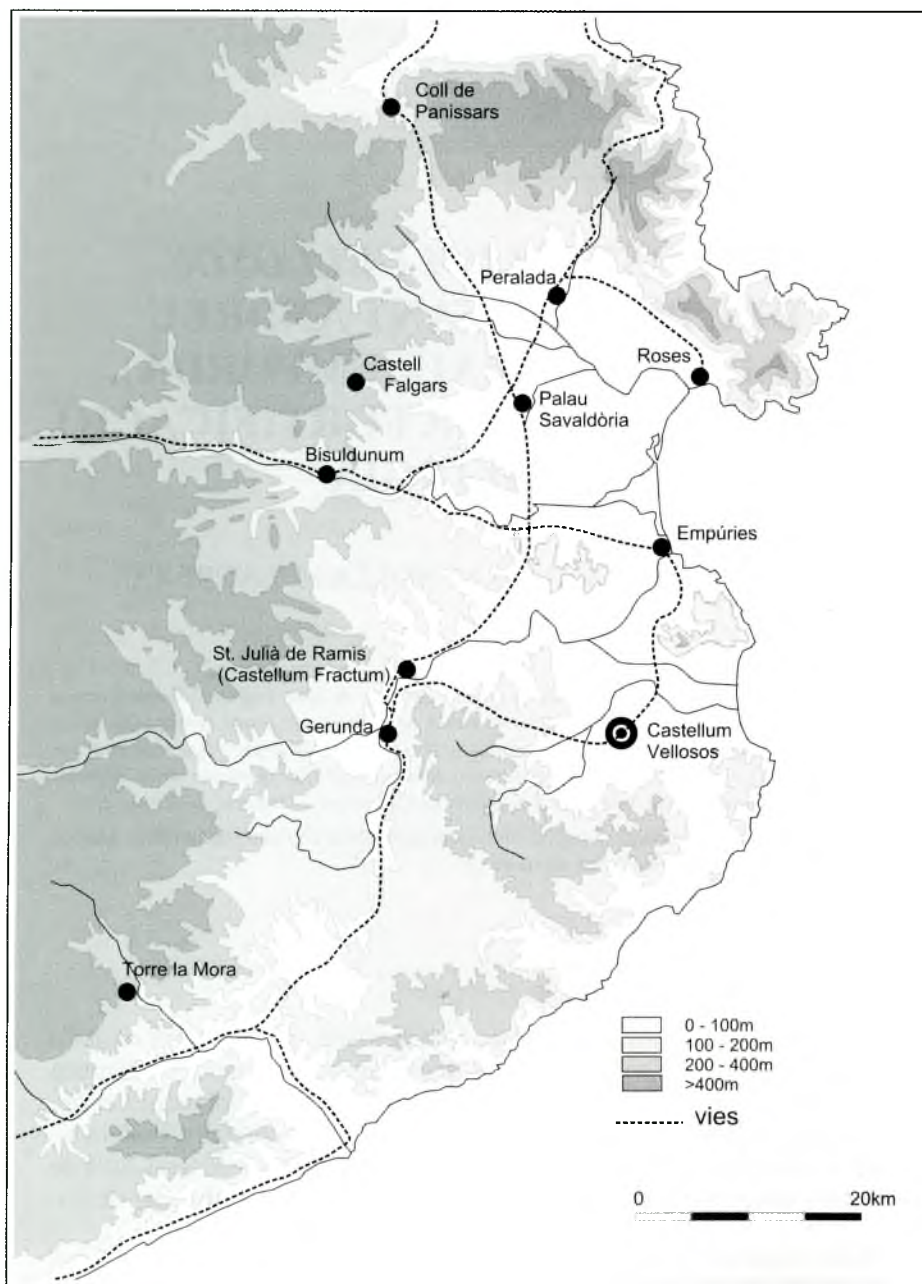 Coll de
Panissars
Peralada
Roses
Castell
Falgars
Palau
Savaldòria
Bisuldunum
Empúries
St. Julià de Ramis
(Castellum Fractum)
Gerunda
Castellum
Vellosos
Torre la Mora
0 - 100m
100 - 200m
200 - 400m
>400m
vies
0 20km